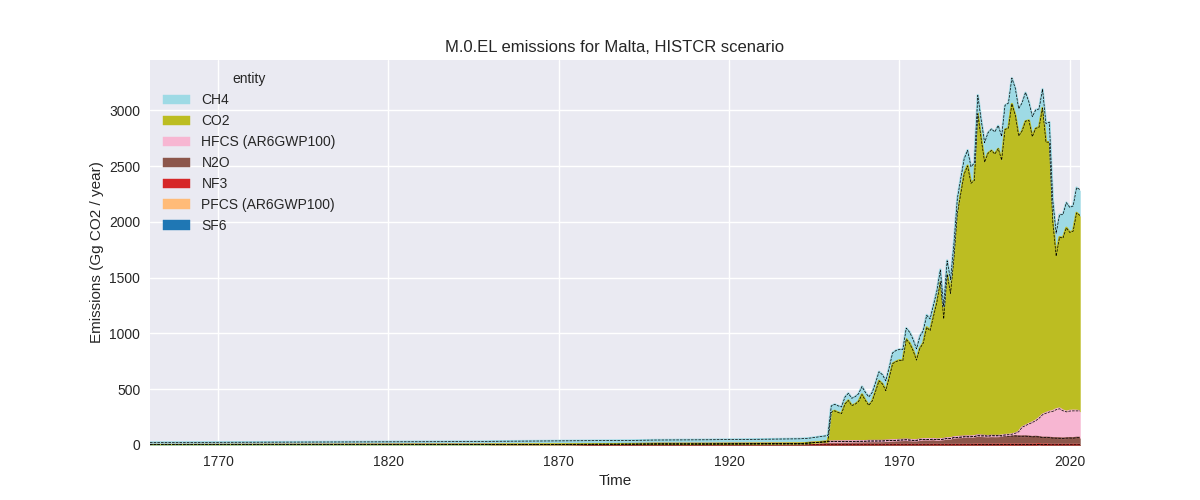 M.0.EL emissions for Malta, HISTCR scenario
entity
CH4
CO2
HFCS (AR6GWP100)
N2O
NF3
PFCS (AR6GWP100)
SF6
Emissions (Gg CO2 / year)
3000
2500
2000
1500
1000
500
0
1770
1820
1870
1920
1970
2020
Time